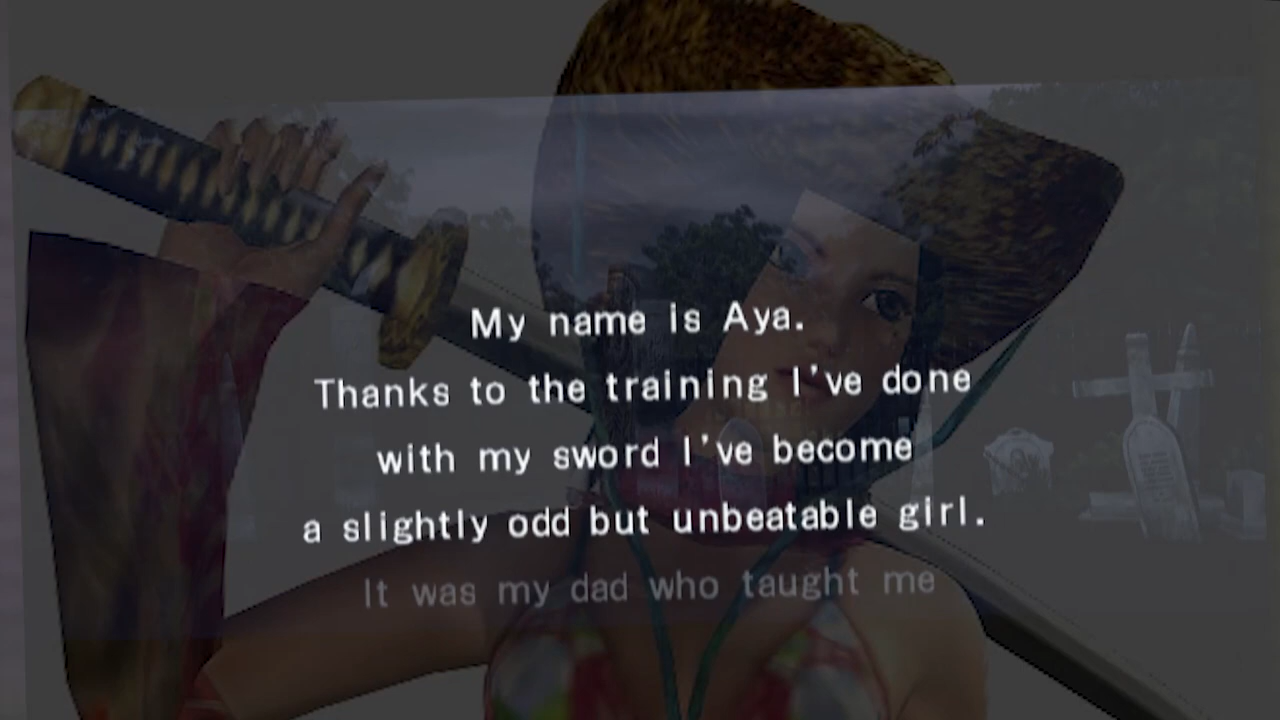 My name is Aya.
Thanks to the training I've done
with my sword I've become
a slightly odd but unbeatable girl.
It was my dad who taught me